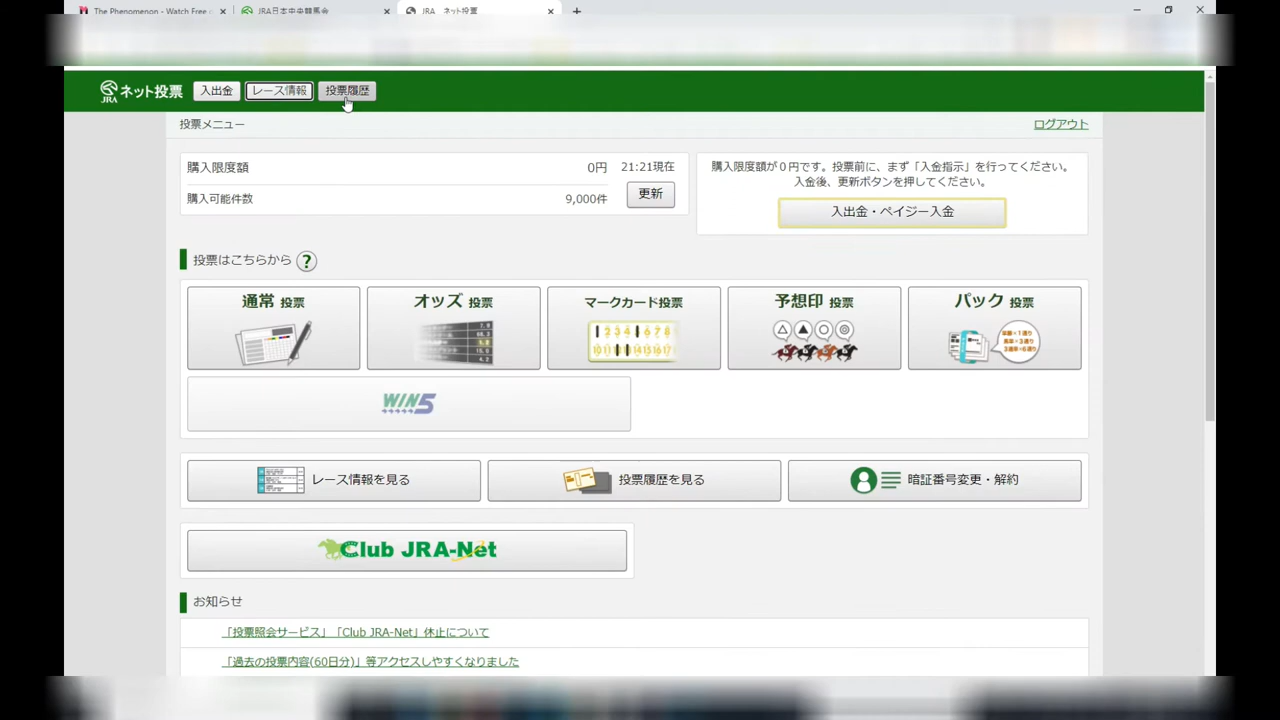 The Phenomenon - Watch Free
JRA日本中央競馬会
JRA ネット投票
JRA ネット投票 入出金 レース情報 投票履歴
投票メニュー ログアウト
購入限度額 0円 21:21現在
購入可能件数 9,000件 更新
購入限度額が0円です。投票前に、まず「入金指示」を行ってください。
入金後、更新ボタンを押してください。
入出金・ペイジー入金
投票はこちらから ?
通常 投票 オッズ 投票 マークカード投票 予想印 投票 パック 投票
WIN5
レース情報を見る 投票履歴を見る 暗証番号変更・解約
Club JRA-Net
お知らせ
「投票照会サービス」「Club JRA-Net」休止について
「過去の投票内容(60日分)」等アクセスしやすくなりました